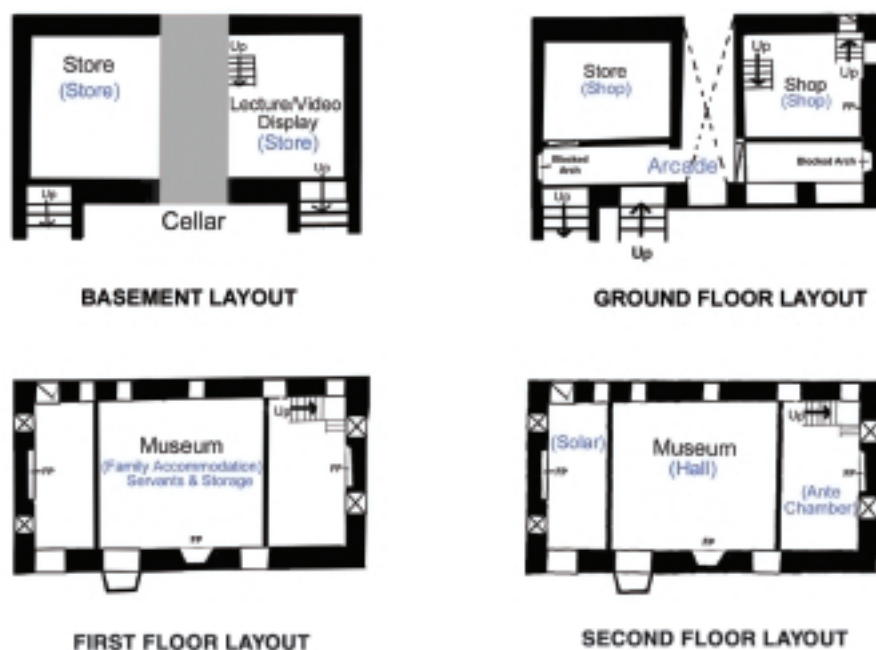 Store
(Store)
Up
Lecture/Video
Display
(Store)
Up
Up
Cellar
BASEMENT LAYOUT
Store
(Shop)
Up
Up
Shop
(Shop)
FP
Blocked
Arch
Arcade
Blocked Arch
Up
Up
GROUND FLOOR LAYOUT
Up
Museum
(Family Accommodation)
Servants & Storage
FP
FP
FP
FIRST FLOOR LAYOUT
Up
(Solar)
Museum
(Hall)
FP
FP
(Ante
Chamber)
FP
SECOND FLOOR LAYOUT